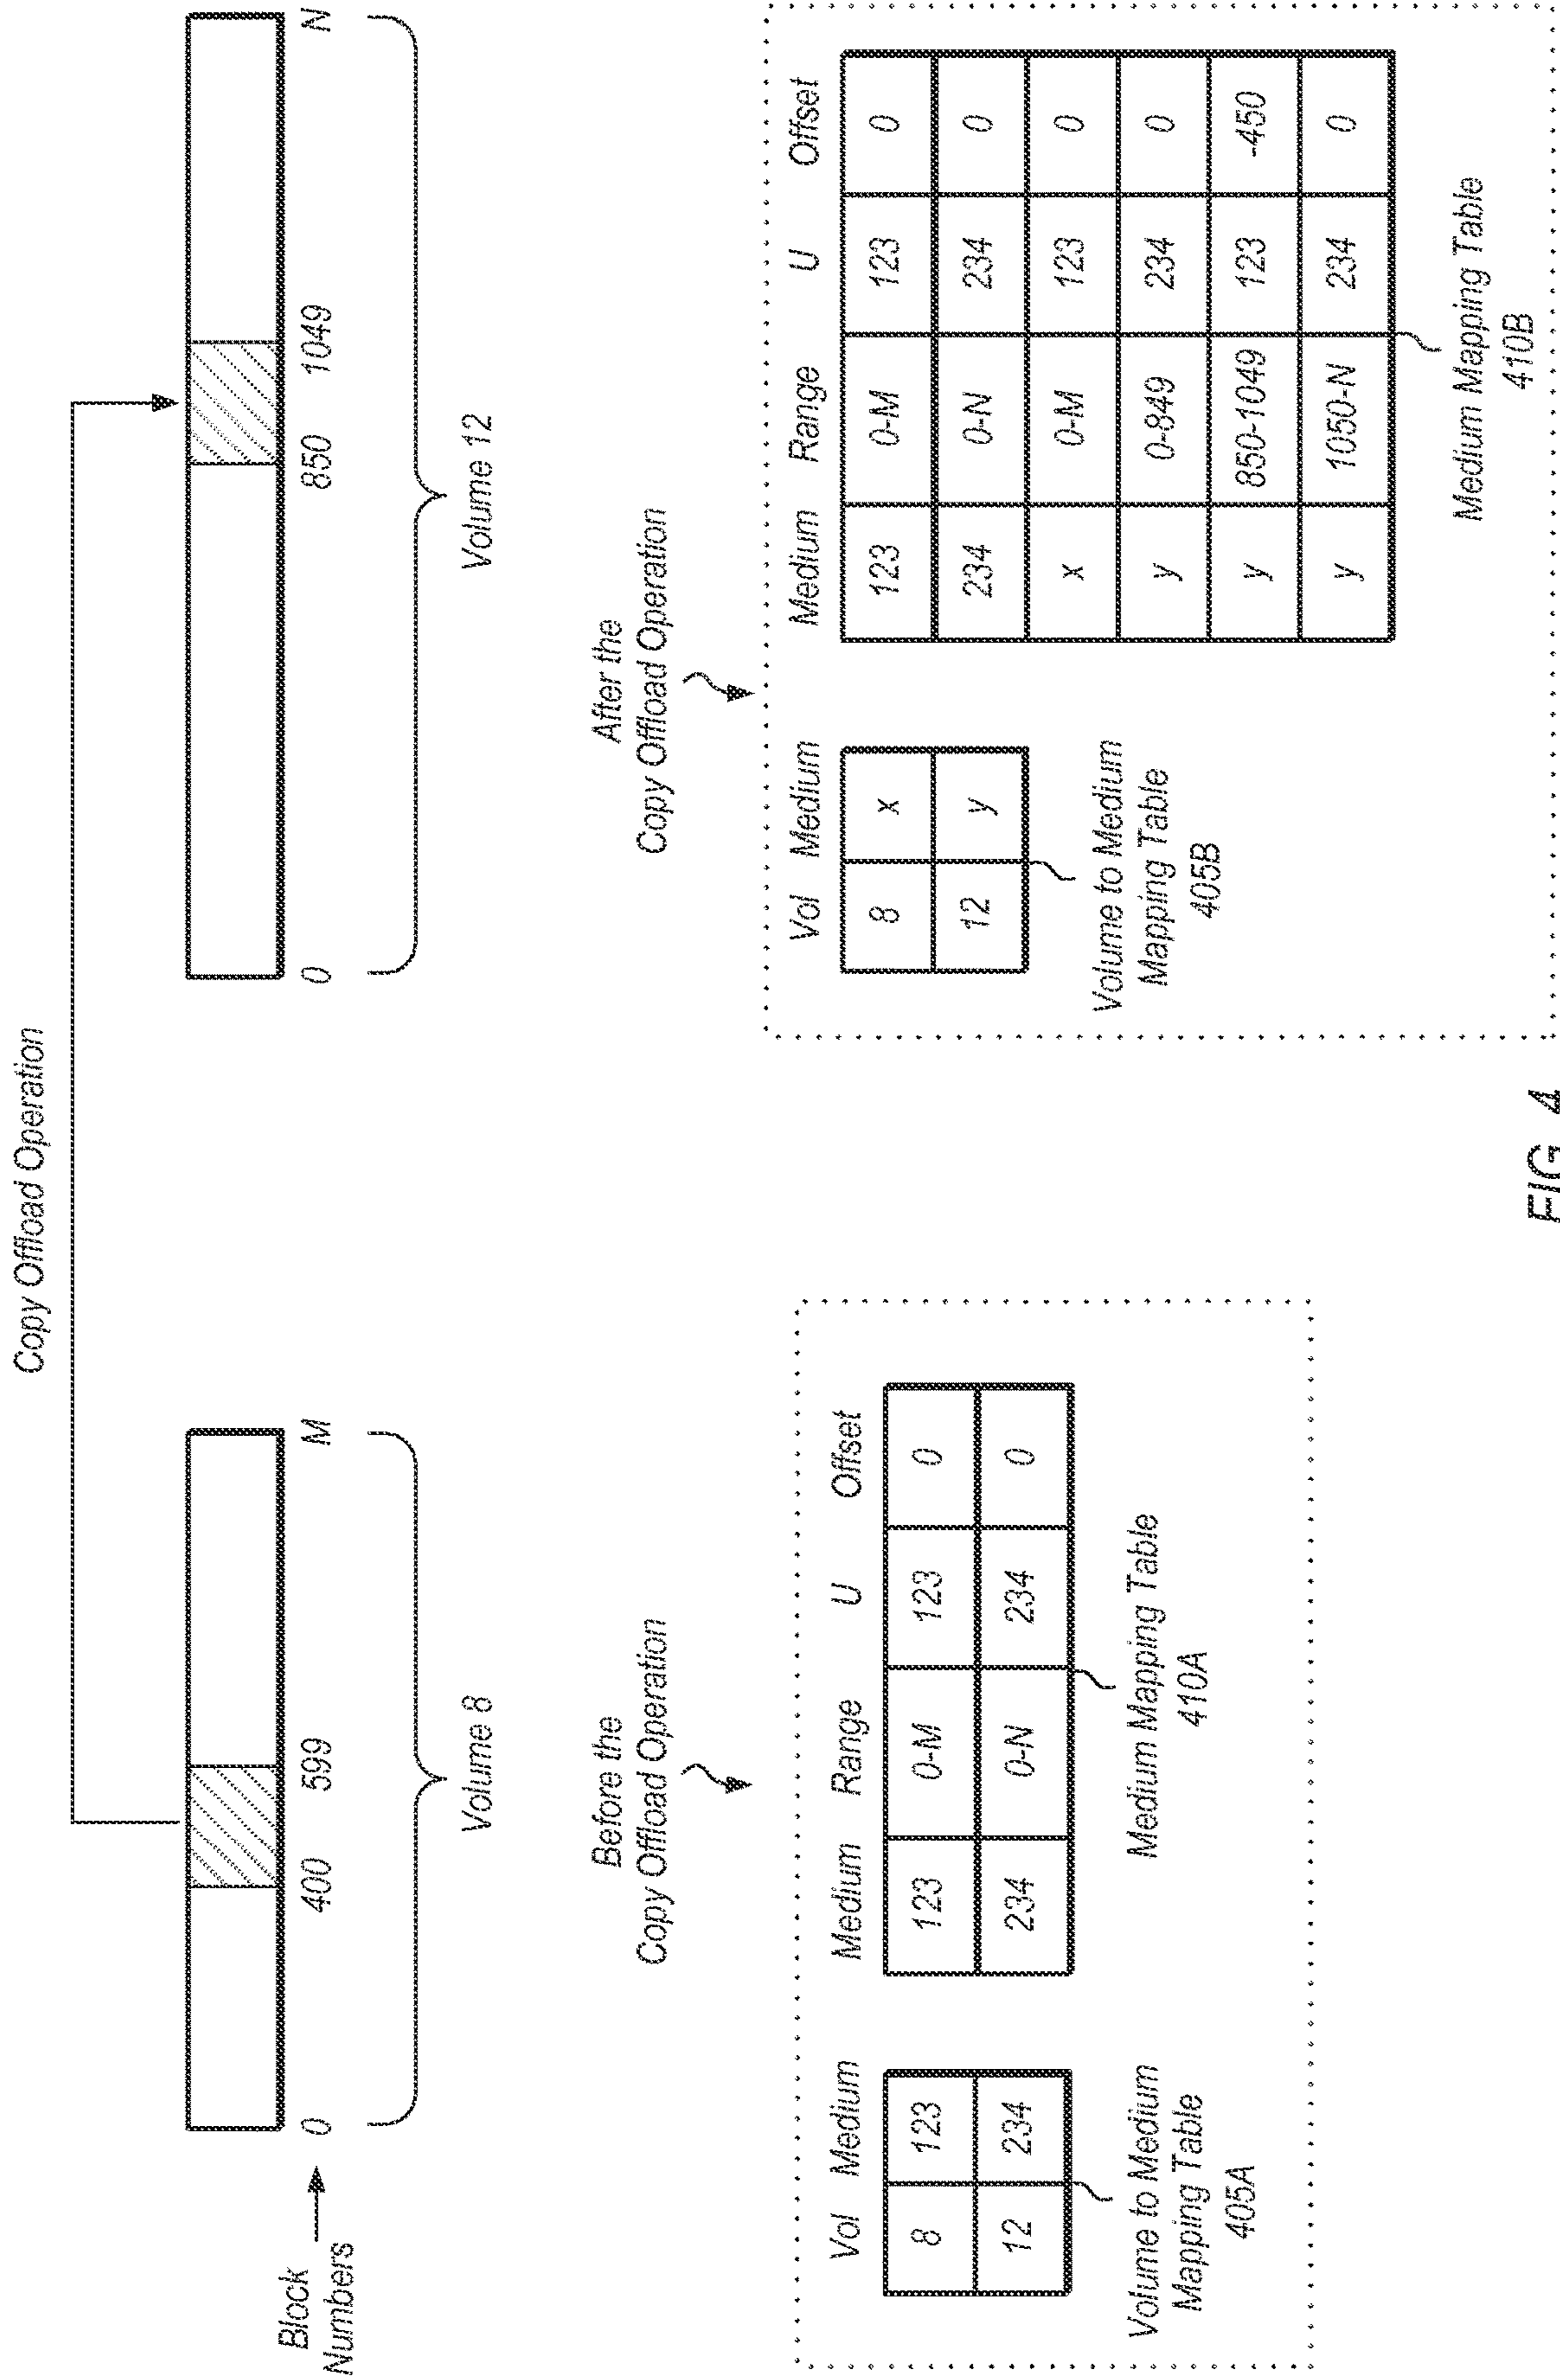 Copy Offload Operation
Block
Numbers
0 400 599 M
0 850 1049 N
Volume 8
Volume 12
Before the
Copy Offload Operation
Vol Medium
8 123
12 234
Volume to Medium
Mapping Table
405A
Medium Range U Offset
123 0-M 123 0
234 0-N 234 0
Medium Mapping Table
410A
After the
Copy Offload Operation
Vol Medium
8 x
12 y
Volume to Medium
Mapping Table
405B
Medium Range U Offset
123 0-M 123 0
234 0-N 234 0
x 0-M 123 0
y 0-849 234 0
y 850-1049 123 -450
y 1050-N 234 0
Medium Mapping Table
410B
FIG. 4